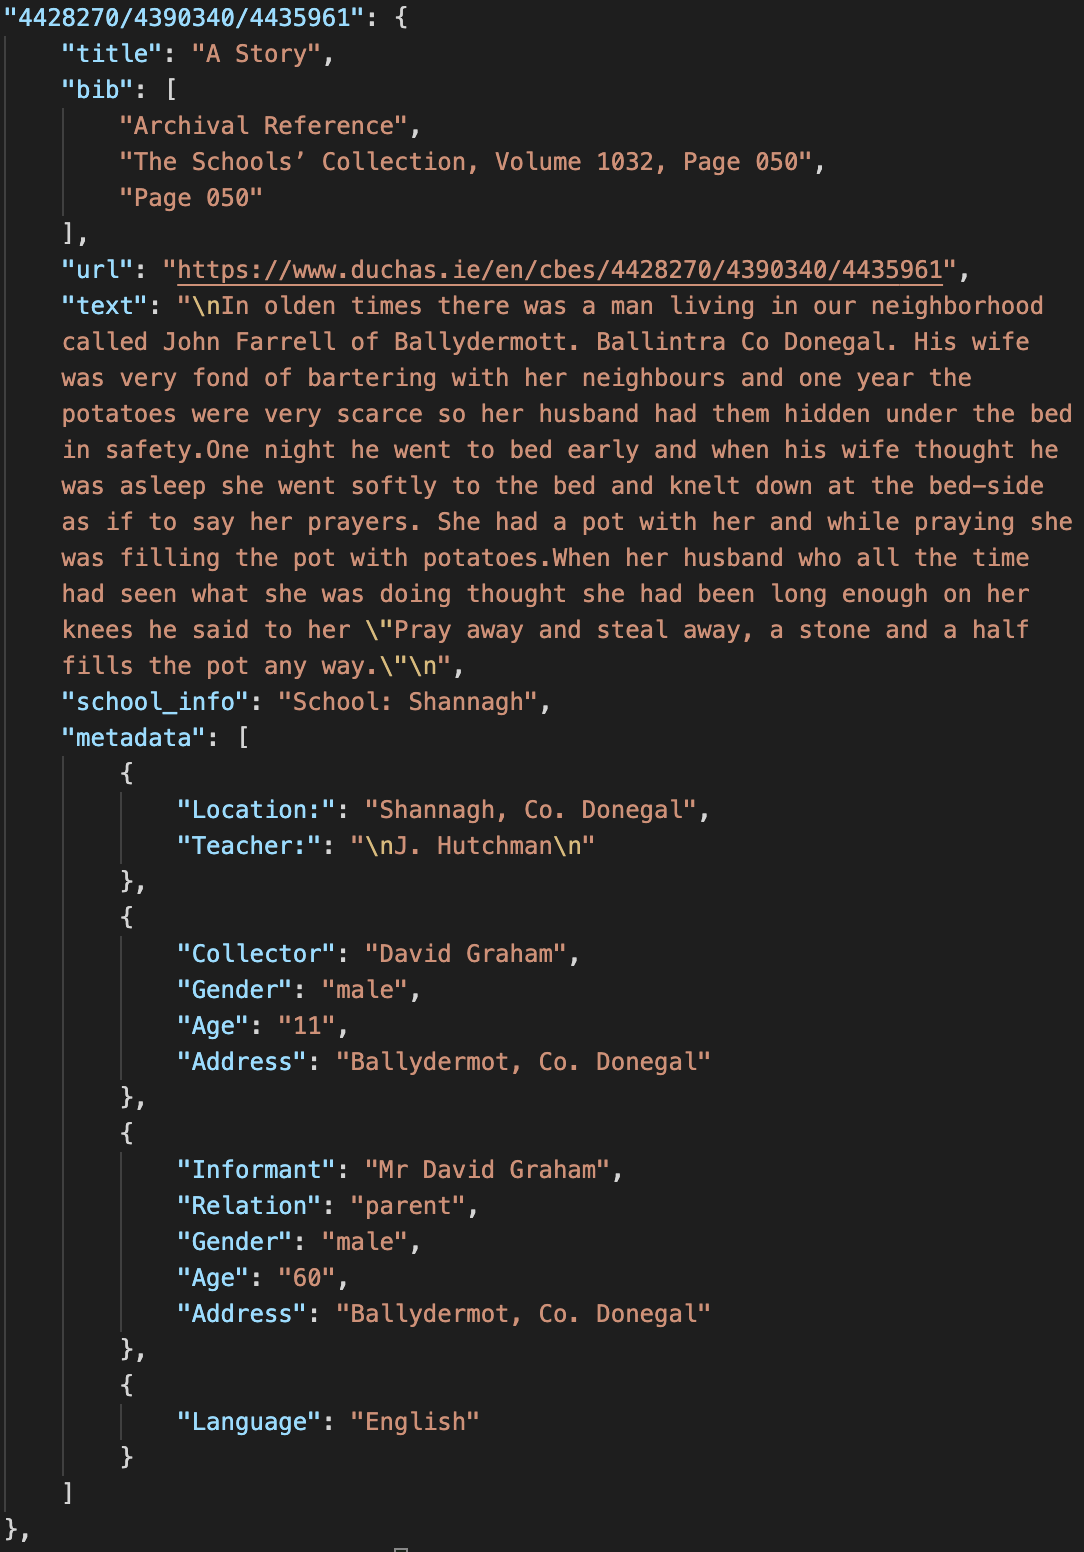 "4428270/4390340/4435961": {
"title": "A Story",
"bib": [
"Archival Reference",
"The Schools’ Collection, Volume 1032, Page 050",
"Page 050"
],
"url": "https://www.duchas.ie/en/cbes/4428270/4390340/4435961",
"text": "\nIn olden times there was a man living in our neighborhood
called John Farrell of Ballydermott. Ballintra Co Donegal. His wife
was very fond of bartering with her neighbours and one year the
potatoes were very scarce so her husband had them hidden under the bed
in safety.One night he went to bed early and when his wife thought he
was asleep she went softly to the bed and knelt down at the bed-side
as if to say her prayers. She had a pot with her and while praying she
was filling the pot with potatoes.When her husband who all the time
had seen what she was doing thought she had been long enough on her
knees he said to her \"Pray away and steal away, a stone and a half
fills the pot any way.\"\n",
"school_info": "School: Shannagh",
"metadata": [
{
"Location:": "Shannagh, Co. Donegal",
"Teacher:": "\nJ. Hutchman\n"
},
{
"Collector": "David Graham",
"Gender": "male",
"Age": "11",
"Address": "Ballydermot, Co. Donegal"
},
{
"Informant": "Mr David Graham",
"Relation": "parent",
"Gender": "male",
"Age": "60",
"Address": "Ballydermot, Co. Donegal"
},
{
"Language": "English"
}
]
},